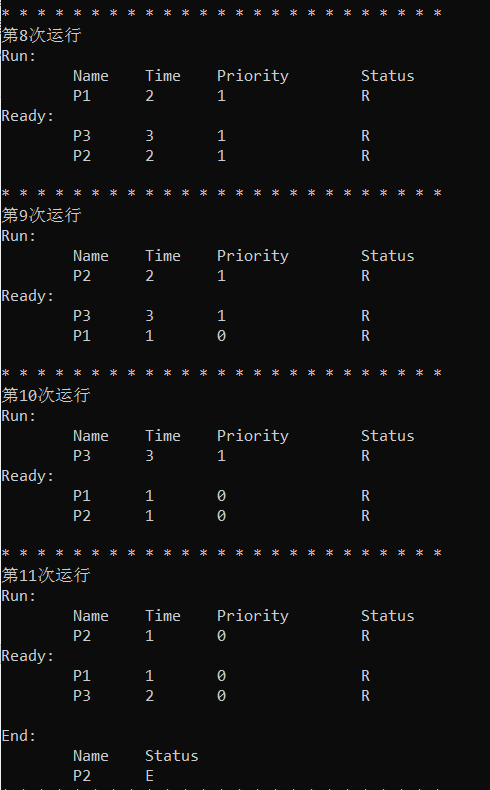 * * * * * * * * * * * * * * * * * * * * * * * * *
第8次运行
Run:
Name Time Priority Status
P1 2 1 R
Ready:
P3 3 1 R
P2 2 1 R
* * * * * * * * * * * * * * * * * * * * * * * * *
第9次运行
Run:
Name Time Priority Status
P2 2 1 R
Ready:
P3 3 1 R
P1 1 0 R
* * * * * * * * * * * * * * * * * * * * * * * * *
第10次运行
Run:
Name Time Priority Status
P3 3 1 R
Ready:
P1 1 0 R
P2 1 0 R
* * * * * * * * * * * * * * * * * * * * * * * * *
第11次运行
Run:
Name Time Priority Status
P2 1 0 R
Ready:
P1 1 0 R
P3 2 0 R
End:
Name Status
P2 E